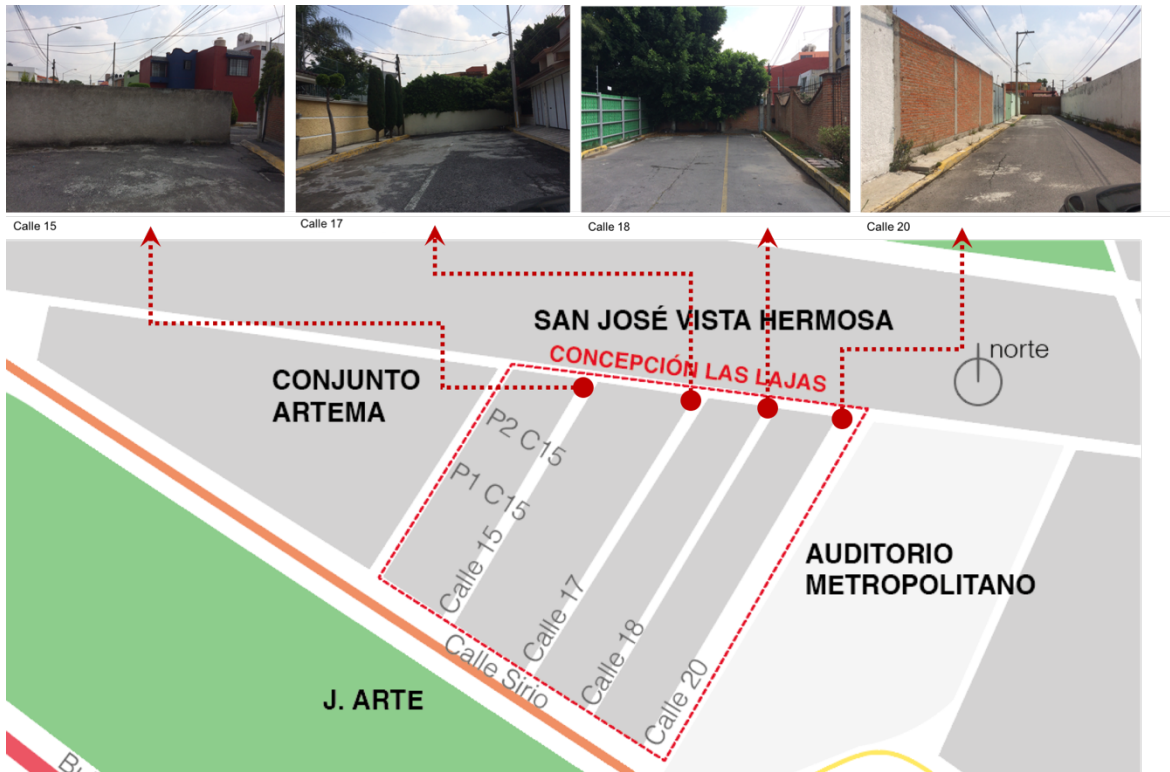 Calle 15
Calle 17
Calle 18
Calle 20
SAN JOSÉ VISTA HERMOSA
CONCEPCIÓN LAS LAJAS
norte
CONJUNTO
ARTEMA
P2 C15
P1 C15
Calle 15
Calle 17
Calle 18
Calle 20
Calle Sirio
AUDITORIO
METROPOLITANO
J. ARTE